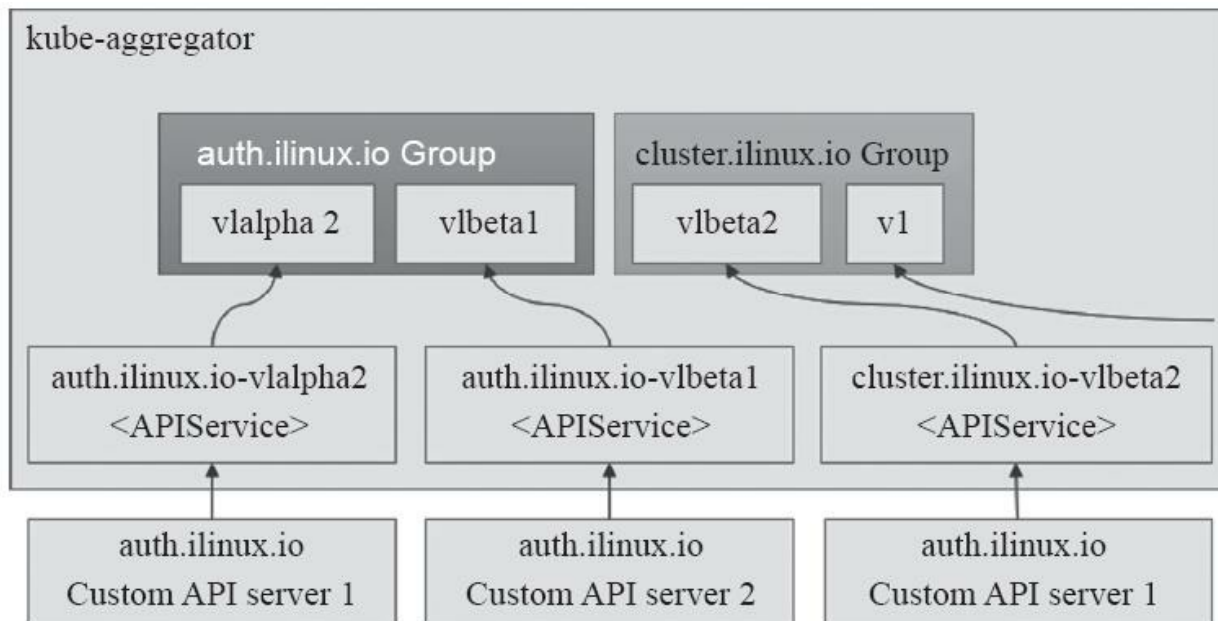 kube-aggregator
auth.ilinux.io Group
cluster.ilinux.io Group
vlalpha 2
vlbeta1
vlbeta2
v1
auth.ilinux.io-vlalpha2
<APIService>
auth.ilinux.io-vlbeta1
<APIService>
cluster.ilinux.io-vlbeta2
<APIService>
auth.ilinux.io
Custom API server 1
auth.ilinux.io
Custom API server 2
auth.ilinux.io
Custom API server 1